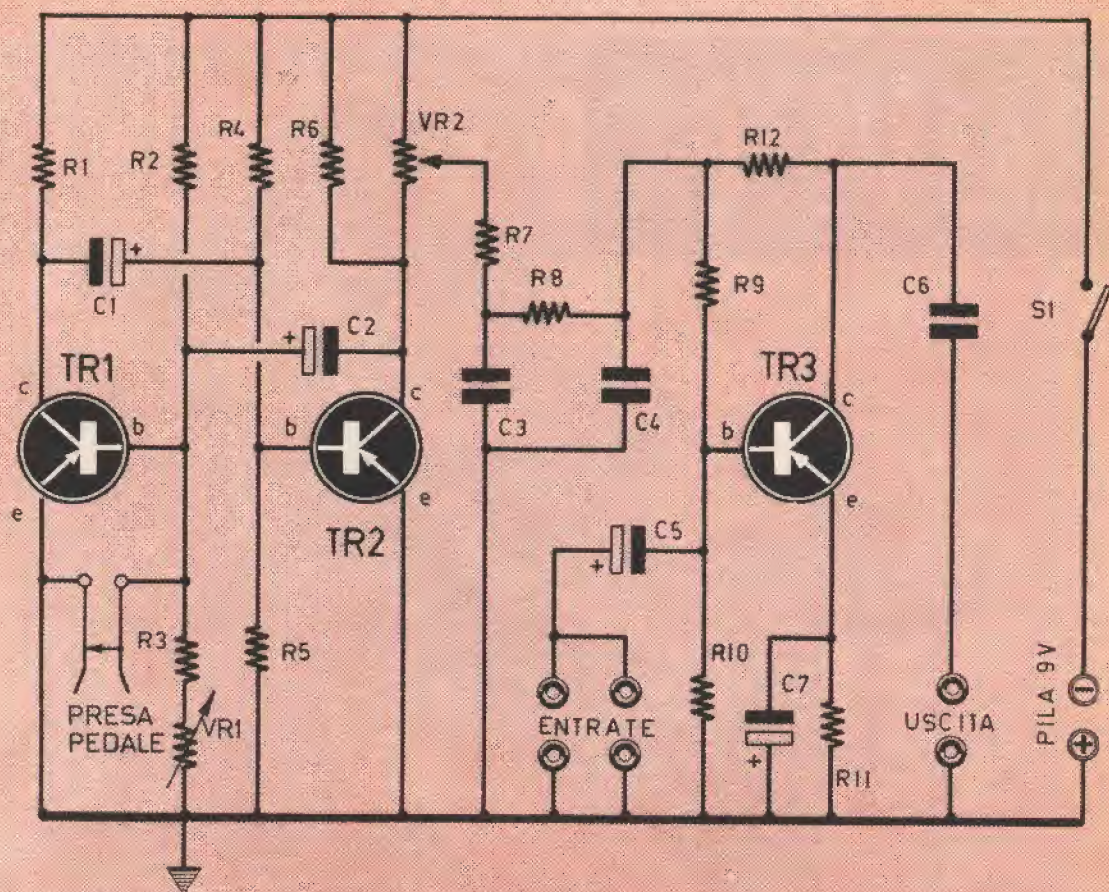 R1
R2
R4
R6
VR2
R12
R7
R8
R9
C6
S1
+
C1
+
C2
TR1
TR3
c
c
c
b
b
C3
C4
b
e
e
e
TR2
+
C5
R3
R5
R10
C7
PRESA
PEDALE
VR1
ENTRATE
USCITA
PILA 9V
−
+
+
R11